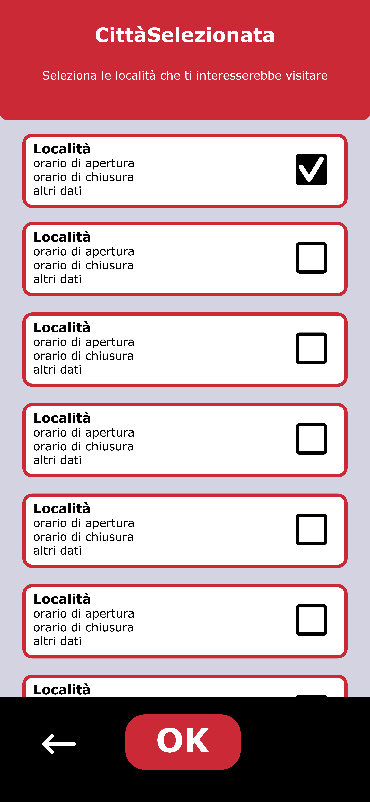 CittàSelezionata
Seleziona le località che ti interesserebbe visitare
Località
orario di apertura
orario di chiusura
altri dati
Località
orario di apertura
orario di chiusura
altri dati
Località
orario di apertura
orario di chiusura
altri dati
Località
orario di apertura
orario di chiusura
altri dati
Località
orario di apertura
orario di chiusura
altri dati
Località
orario di apertura
orario di chiusura
altri dati
Località
OK